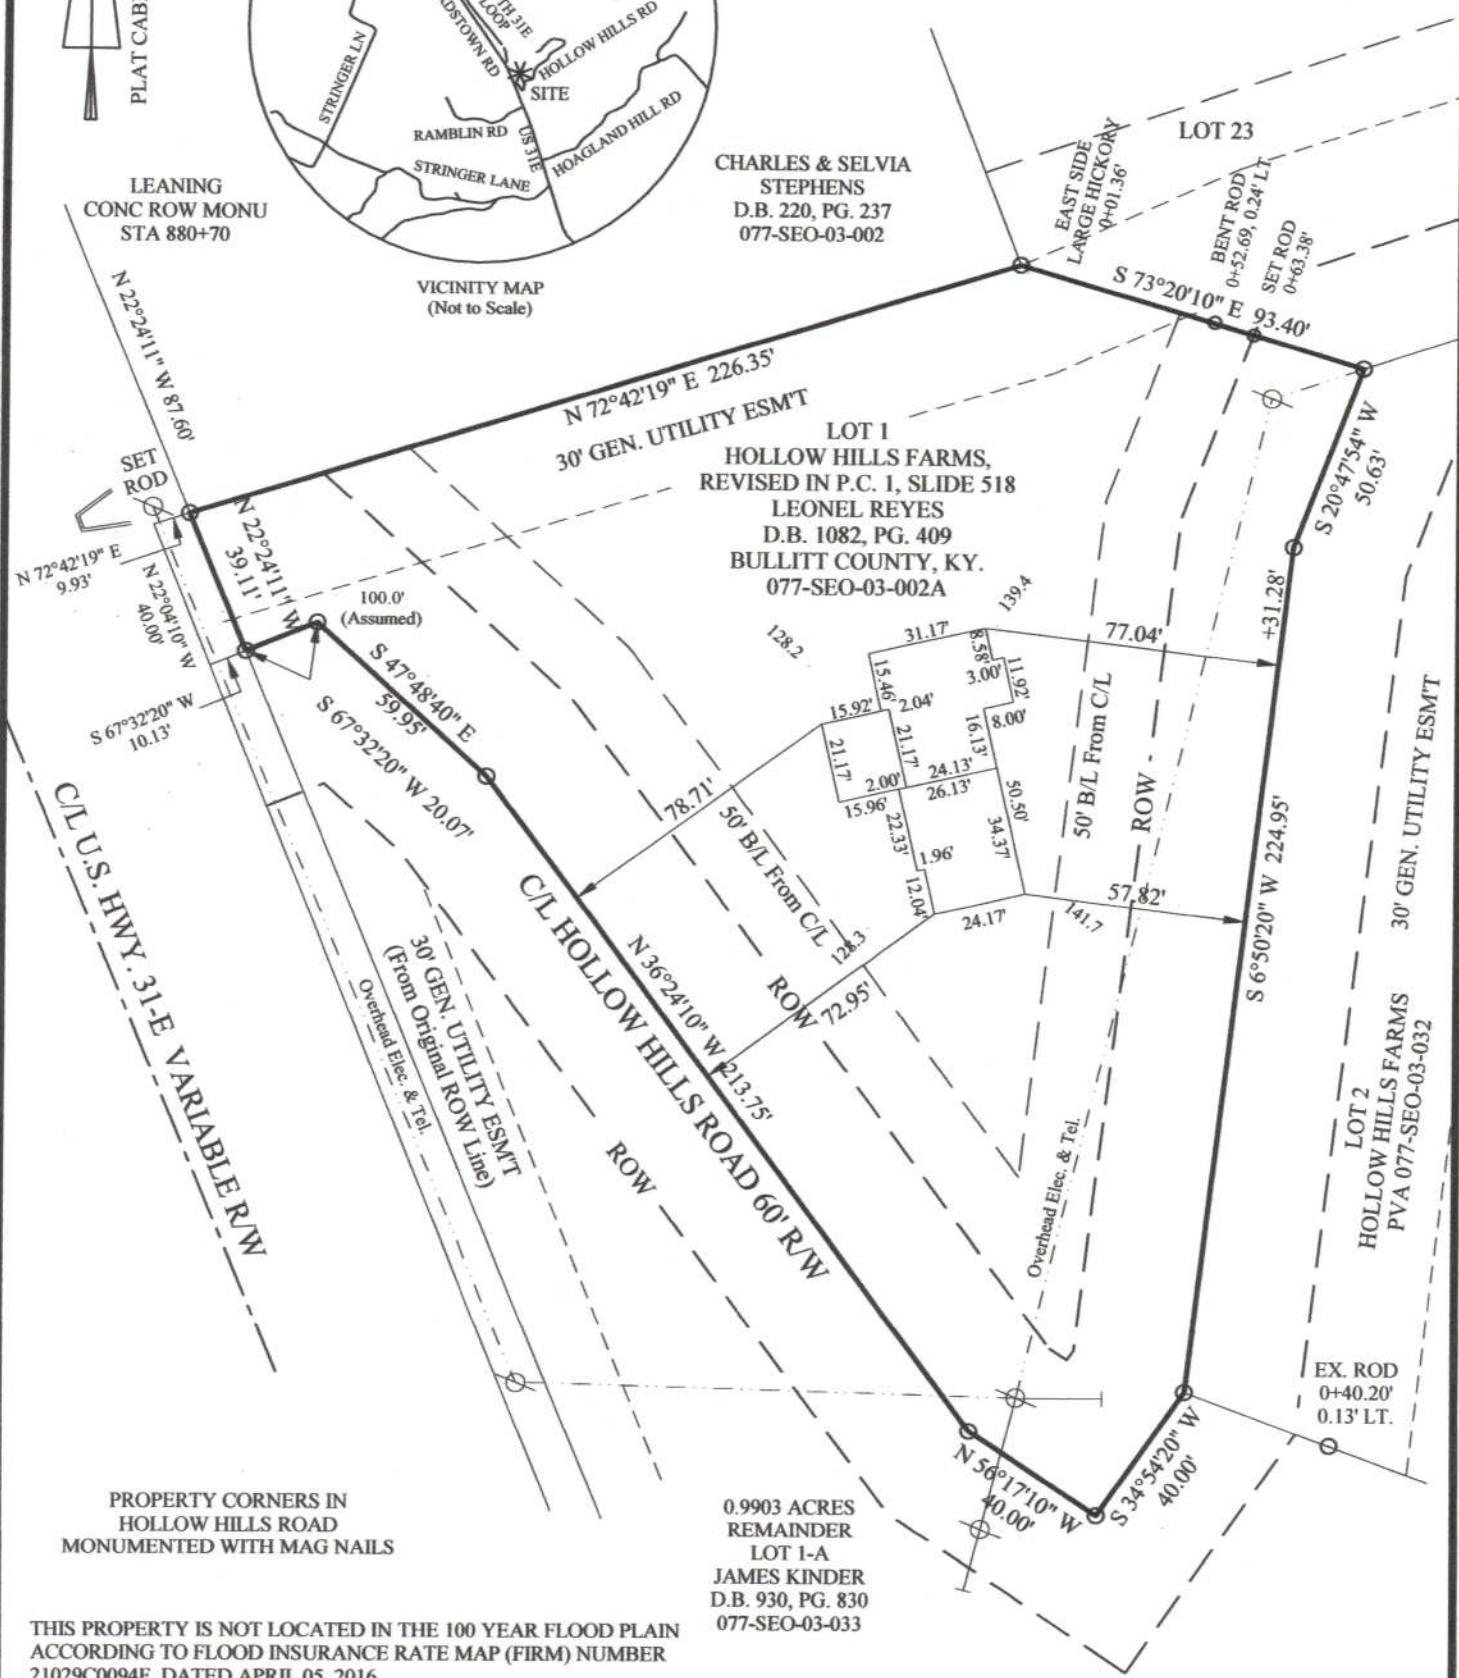 PLAT CAB
STRINGER LN
DSTOWN RD
TH 31E
LOOP
HOLLOW HILLS RD
SITE
RAMBLIN RD
US 31E
HOAGLAND HILL RD
STRINGER LANE
VICINITY MAP
(Not to Scale)
LEANING
CONC ROW MONU
STA 880+70
CHARLES & SELVIA
STEPHENS
D.B. 220, PG. 237
077-SEO-03-002
LOT 23
EAST SIDE
LARGE HICKORY
0+01.36'
BENT ROD
0+52.69, 0.24' LT.
SET ROD
0+63.38'
S 73°20'10" E 93.40'
N 22°24'11" W 87.60'
N 72°42'19" E 226.35'
30' GEN. UTILITY ESM'T
SET
ROD
LOT 1
HOLLOW HILLS FARMS,
REVISED IN P.C. 1, SLIDE 518
LEONEL REYES
D.B. 1082, PG. 409
BULLITT COUNTY, KY.
077-SEO-03-002A
S 20°47'54" W
50.63'
N 72°42'19" E
9.93'
N 22°24'11" W
39.11'
N 22°04'10" W
40.00'
100.0'
(Assumed)
S 67°32'20" W
10.13'
S 47°48'40" E
59.95'
S 67°32'20" W 20.07'
128.2
139.4
31.17'
8.58'
3.00'
11.92'
77.04'
+31.28'
15.46'
15.92'
2.04'
16.13'
8.00'
21.17'
21.17'
24.13'
2.00'
26.13'
15.96'
22.33'
50.50'
34.37'
1.96'
12.04'
24.17'
57.82'
141.7
128.3
78.71'
72.95'
50' B/L From C/L
50' B/L From C/L
ROW -
ROW
ROW
S 6°50'20" W 224.95'
30' GEN. UTILITY ESM'T
C/L U.S. HWY. 31-E VARIABLE R/W
C/L HOLLOW HILLS ROAD 60' R/W
N 36°24'10" W 213.75'
30' GEN. UTILITY ESM'T
(From Original ROW Line)
Overhead Elec. & Tel.
Overhead Elec. & Tel.
LOT 2
HOLLOW HILLS FARMS
PVA 077-SEO-03-032
EX. ROD
0+40.20'
0.13' LT.
N 56°17'10" W
40.00'
S 34°54'20" W
40.00'
PROPERTY CORNERS IN
HOLLOW HILLS ROAD
MONUMENTED WITH MAG NAILS
0.9903 ACRES
REMAINDER
LOT 1-A
JAMES KINDER
D.B. 930, PG. 830
077-SEO-03-033
THIS PROPERTY IS NOT LOCATED IN THE 100 YEAR FLOOD PLAIN
ACCORDING TO FLOOD INSURANCE RATE MAP (FIRM) NUMBER
21029C0094E, DATED APRIL 05, 2016